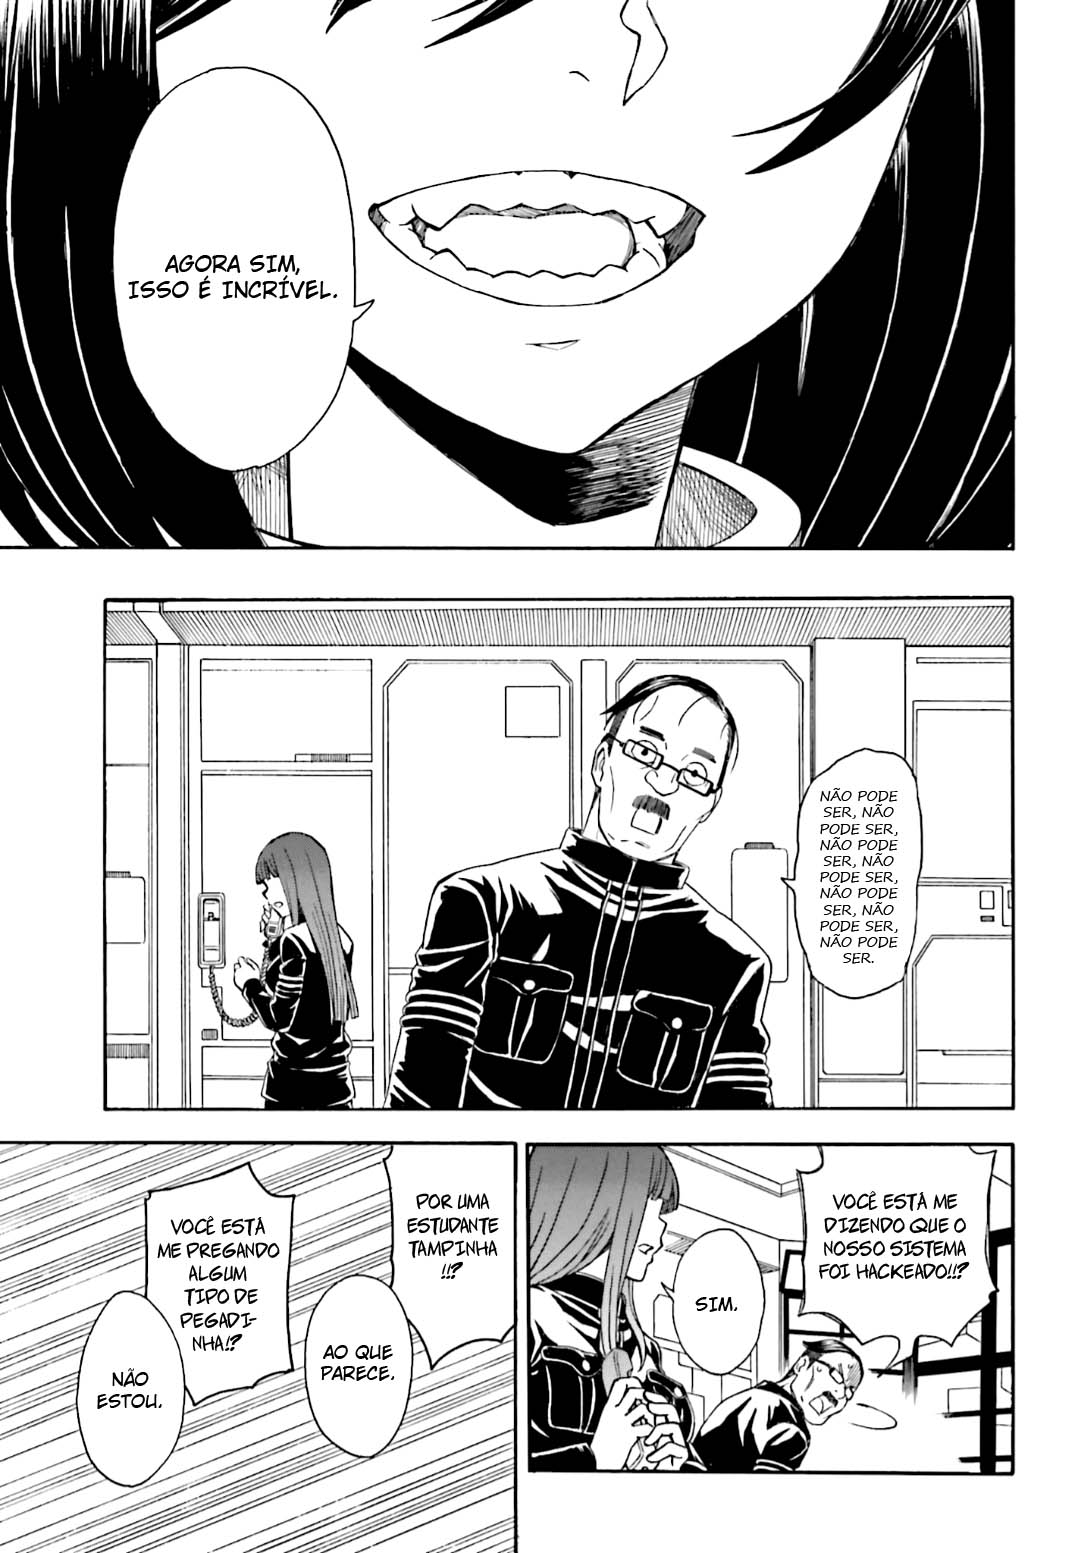 AGORA SIM,
ISSO É INCRÍVEL.
NÃO PODE
SER, NÃO
PODE SER,
NÃO PODE
SER, NÃO
PODE SER,
NÃO PODE
SER, NÃO
PODE SER,
NÃO PODE
SER.
VOCÊ ESTÁ ME
DIZENDO QUE O
NOSSO SISTEMA
FOI HACKEADO!!?
SIM.
POR UMA
ESTUDANTE
TAMPINHA
!!?
AO QUE
PARECE.
VOCÊ ESTÁ
ME PREGANDO
ALGUM
TIPO DE
PEGADI-
NHA!?
NÃO
ESTOU.